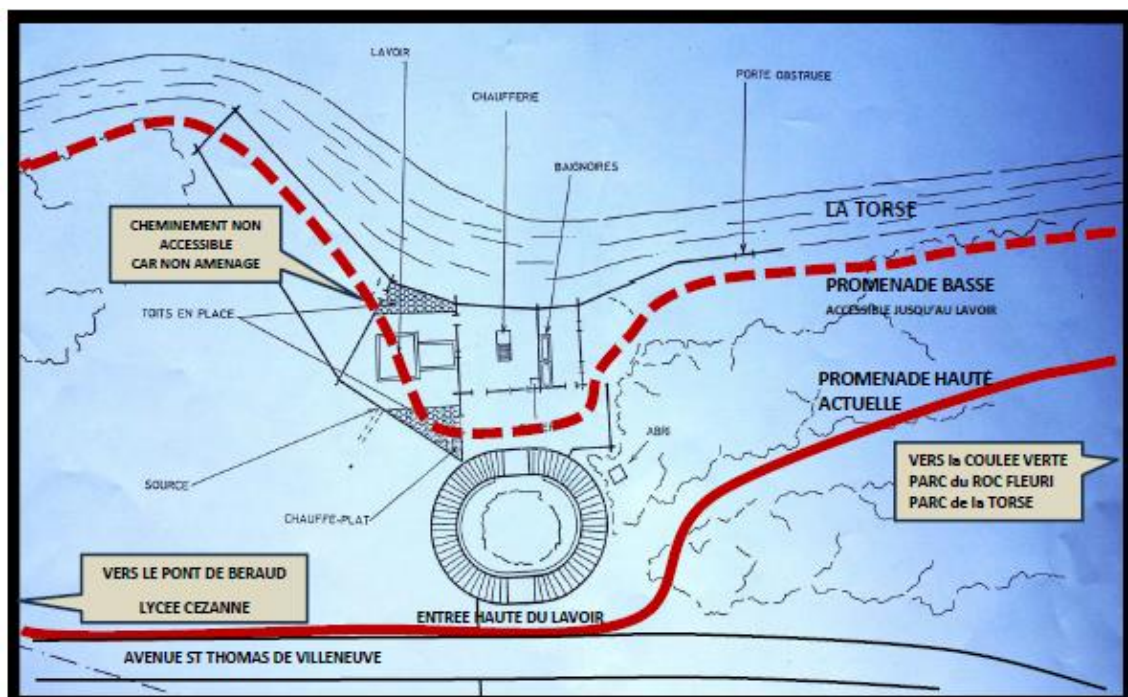 LAVOIR
CHAUFFERIE
PORTE OBSTRUEE
BAIGNOIRES
LA TORSE
CHEMINEMENT NON
ACCESSIBLE
CAR NON AMENAGE
PROMENADE BASSE
ACCESSIBLE JUSQU'AU LAVOIR
TOITS EN PLACE
PROMENADE HAUTE
ACTUELLE
ABRI
VERS la COULEE VERTE
PARC du ROC FLEURI
PARC de la TORSE
SOURCE
CHAUFFE-PLAT
VERS LE PONT DE BERAUD
LYCEE CEZANNE
ENTREE HAUTE DU LAVOIR
AVENUE ST THOMAS DE VILLENEUVE